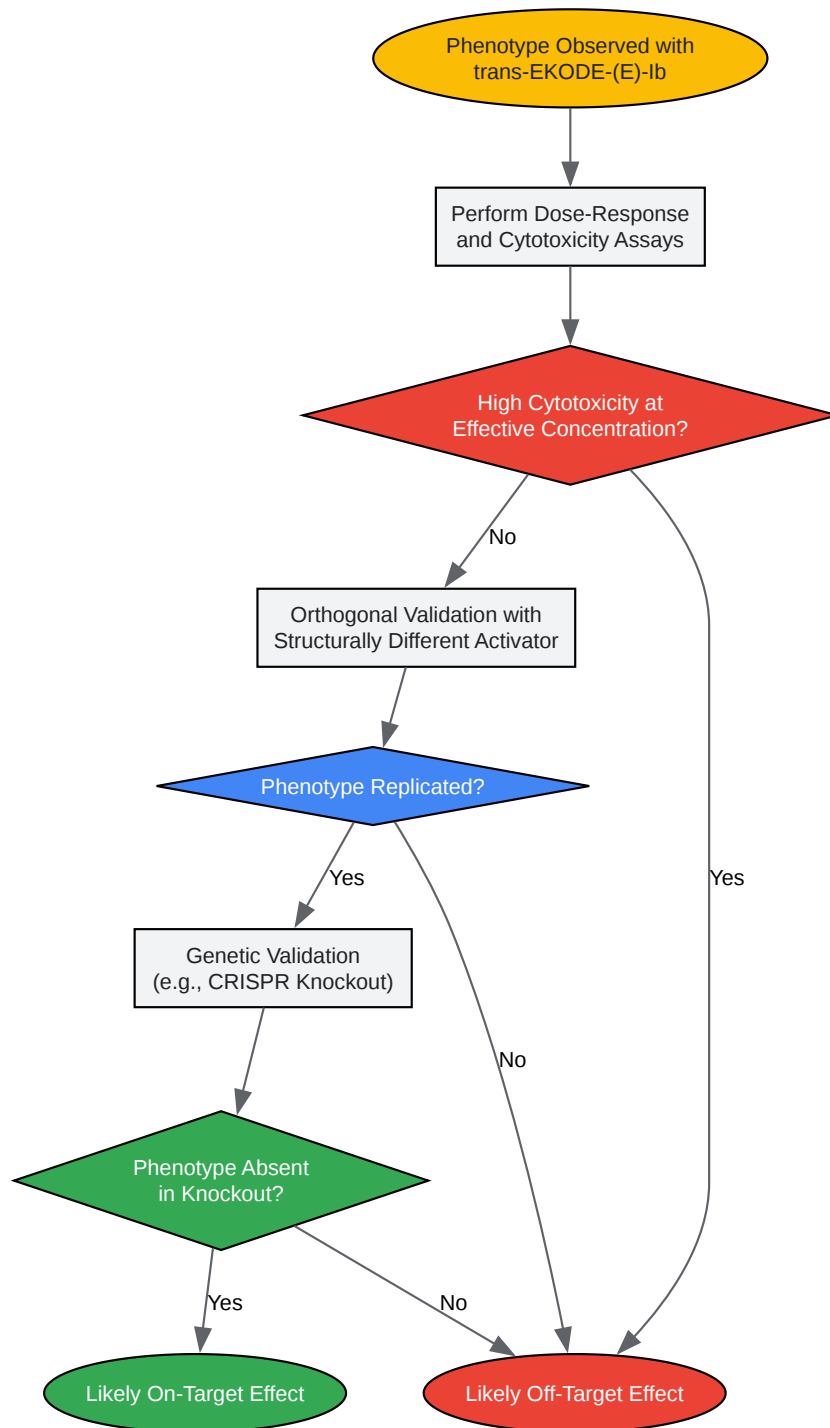 Phenotype Observed with
trans-EKODE-(E)-Ib
Perform Dose-Response
and Cytotoxicity Assays
High Cytotoxicity at
Effective Concentration?
No
Orthogonal Validation with
Structurally Different Activator
Phenotype Replicated?
Yes
Yes
Genetic Validation
(e.g., CRISPR Knockout)
No
Phenotype Absent
in Knockout?
Yes
No
Likely On-Target Effect
Likely Off-Target Effect